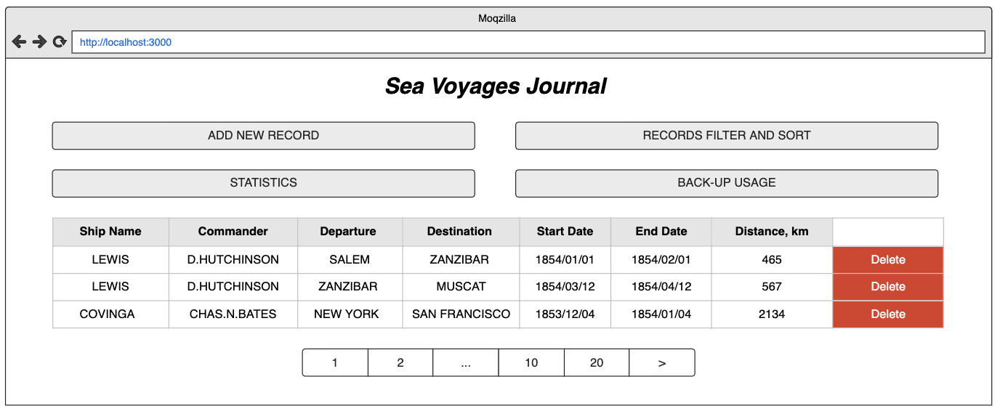 Moqzilla
http://localhost:3000
Sea Voyages Journal
ADD NEW RECORD RECORDS FILTER AND SORT
STATISTICS BACK-UP USAGE
Ship Name Commander Departure Destination Start Date End Date Distance, km
LEWIS D.HUTCHINSON SALEM ZANZIBAR 1854/01/01 1854/02/01 465 Delete
LEWIS D.HUTCHINSON ZANZIBAR MUSCAT 1854/03/12 1854/04/12 567 Delete
COVINGA CHAS.N.BATES NEW YORK SAN FRANCISCO 1853/12/04 1854/01/04 2134 Delete
1 2 ... 10 20 >